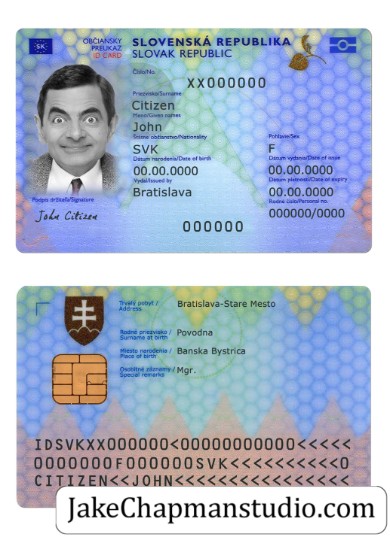 SK
OBČIANSKY
PREUKAZ
ID CARD
SLOVENSKÁ REPUBLIKA
SLOVAK REPUBLIC
Číslo/No.
XX000000
Priezvisko/Surname
Citizen
Meno/Given names
John
Štátne občianstvo/Nationality
SVK
Pohlavie/Sex
F
Dátum narodenia/Date of birth
00.00.0000
Dátum vydania/Date of issue
00.00.0000
Vydal/Issued by
Bratislava
Dátum platnosti/Date of expiry
00.00.0000
Rodné číslo/Personal no.
000000/0000
Podpis držiteľa/Signature
John Citizen
000000
Trvalý pobyt /
Address
Bratislava-Stare Mesto
Rodné priezvisko /
Surname at birth
Povodna
Miesto narodenia /
Place of birth
Banska Bystrica
Osobitné záznamy /
Special remarks
Mgr.
IDSVKXX000000<00000000000<<<<<
0000000F000000SVK<<<<<<<<<<<0
CITIZEN<<JOHN<<<<<<<<<<<<<<<<<
JakeChapmanstudio.com